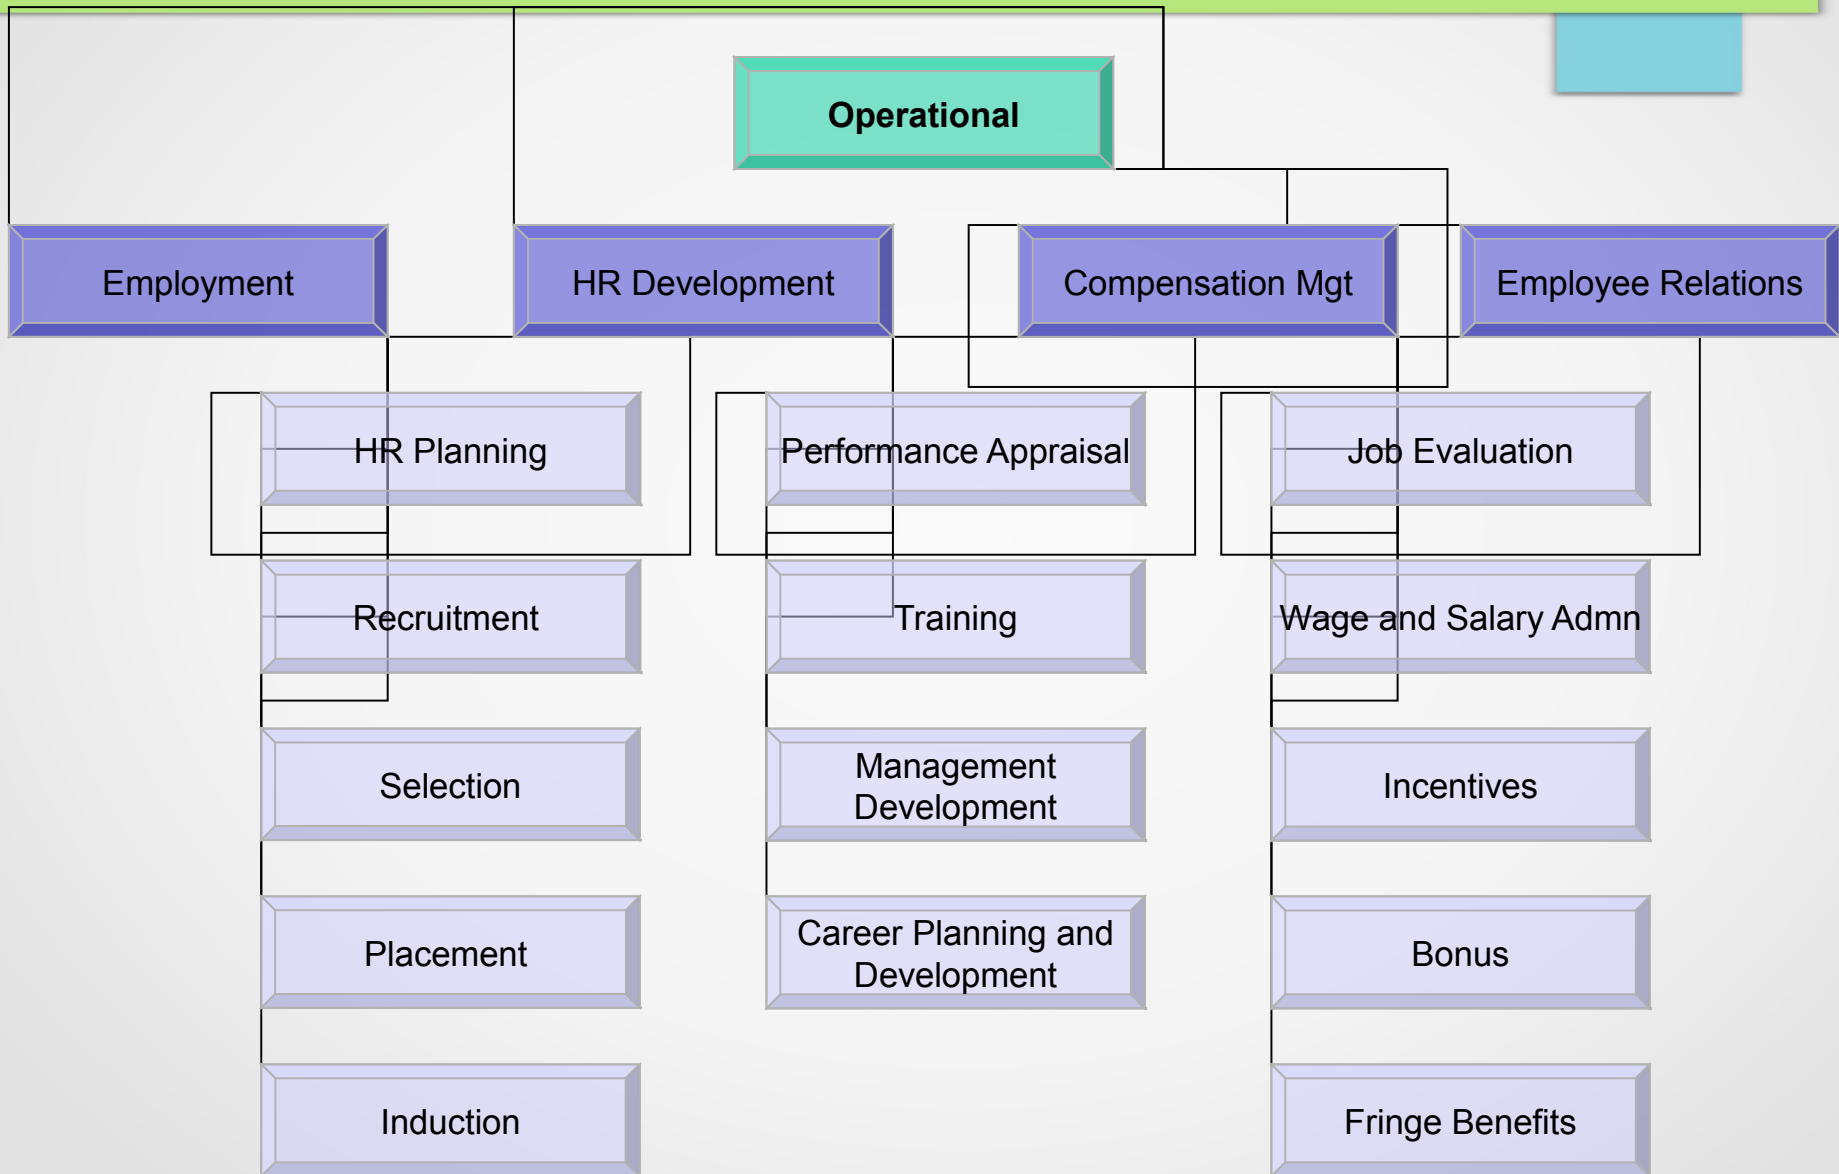 Operational
Employment
HR Development
Compensation Mgt
Employee Relations
HR Planning
Performance Appraisal
Job Evaluation
Recruitment
Training
Wage and Salary Admn
Selection
Management
Development
Incentives
Placement
Career Planning and
Development
Bonus
Induction
Fringe Benefits